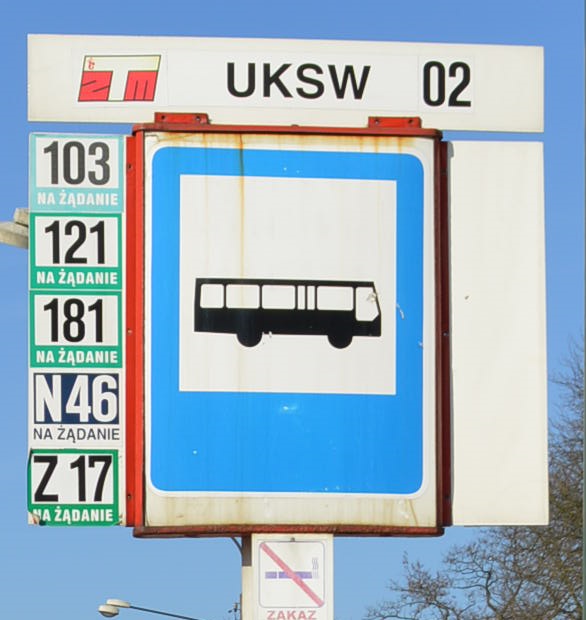 ZTM
UKSW 02
103
NA ŻĄDANIE
121
NA ŻĄDANIE
181
NA ŻĄDANIE
N46
NA ŻĄDANIE
Z 17
NA ŻĄDANIE
ZAKAZ